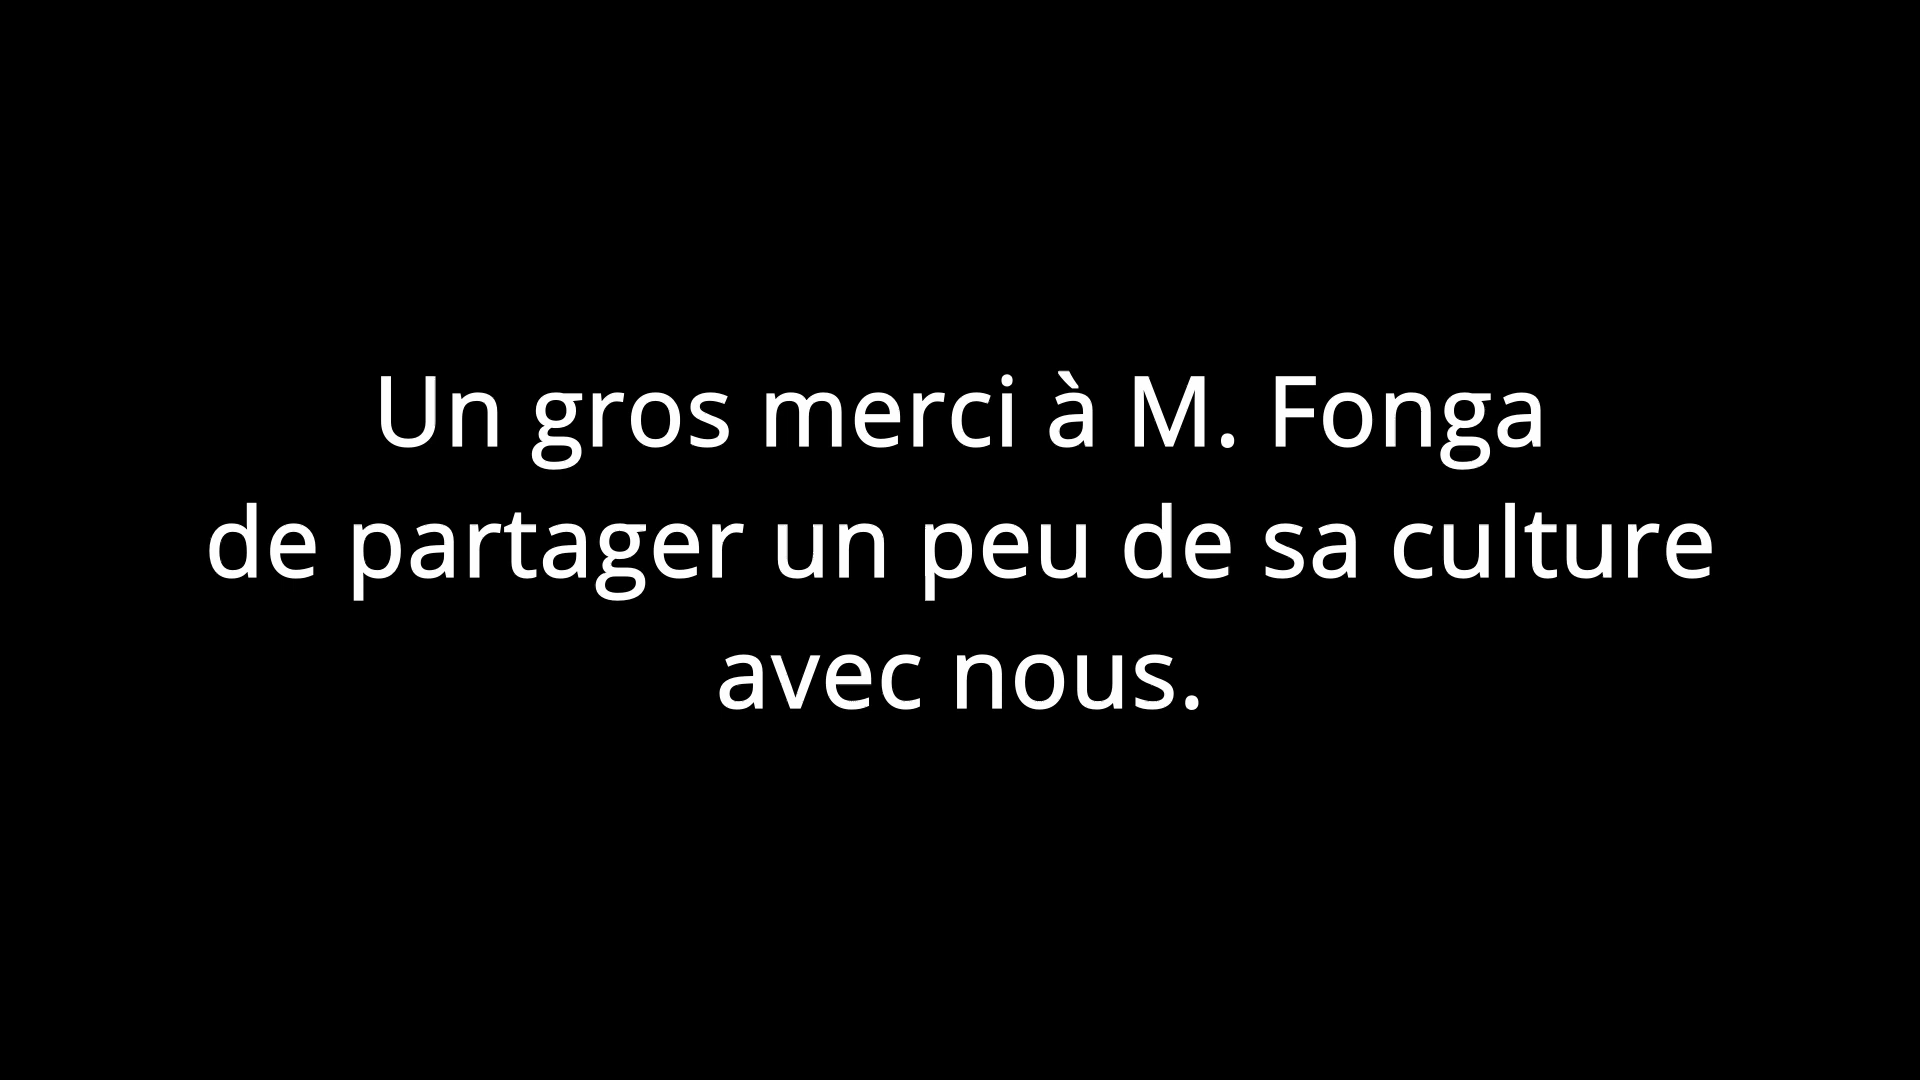 Un gros merci à M. Fonga
de partager un peu de sa culture
avec nous.